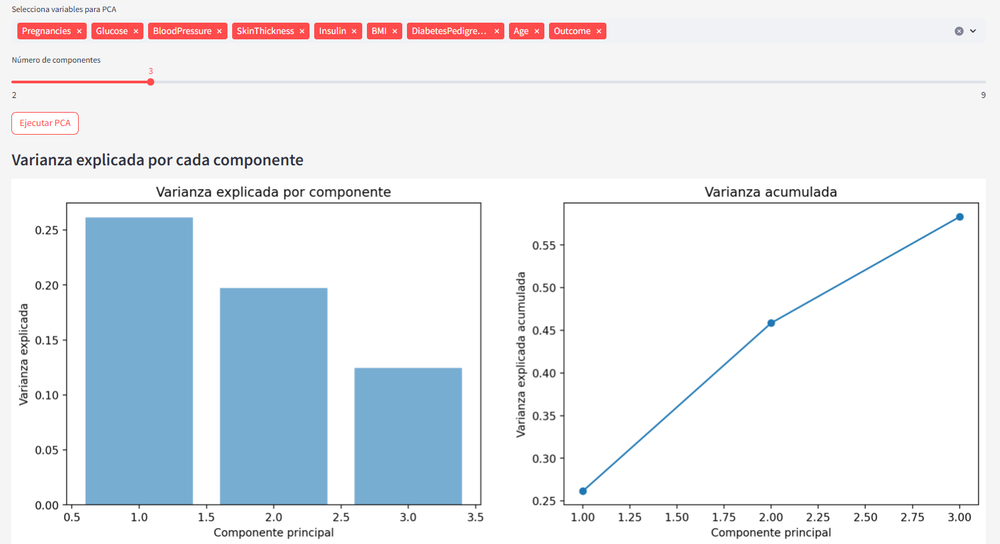 Selecciona variables para PCA
Pregnancies × Glucose × BloodPressure × SkinThickness × Insulin × BMI × DiabetesPedigre... × Age × Outcome ×
Número de componentes
3
2 9
Ejecutar PCA
Varianza explicada por cada componente
Varianza explicada por componente
Varianza explicada
0.25
0.20
0.15
0.10
0.05
0.00
0.5 1.0 1.5 2.0 2.5 3.0 3.5
Componente principal
Varianza acumulada
Varianza explicada acumulada
0.55
0.50
0.45
0.40
0.35
0.30
0.25
1.00 1.25 1.50 1.75 2.00 2.25 2.50 2.75 3.00
Componente principal